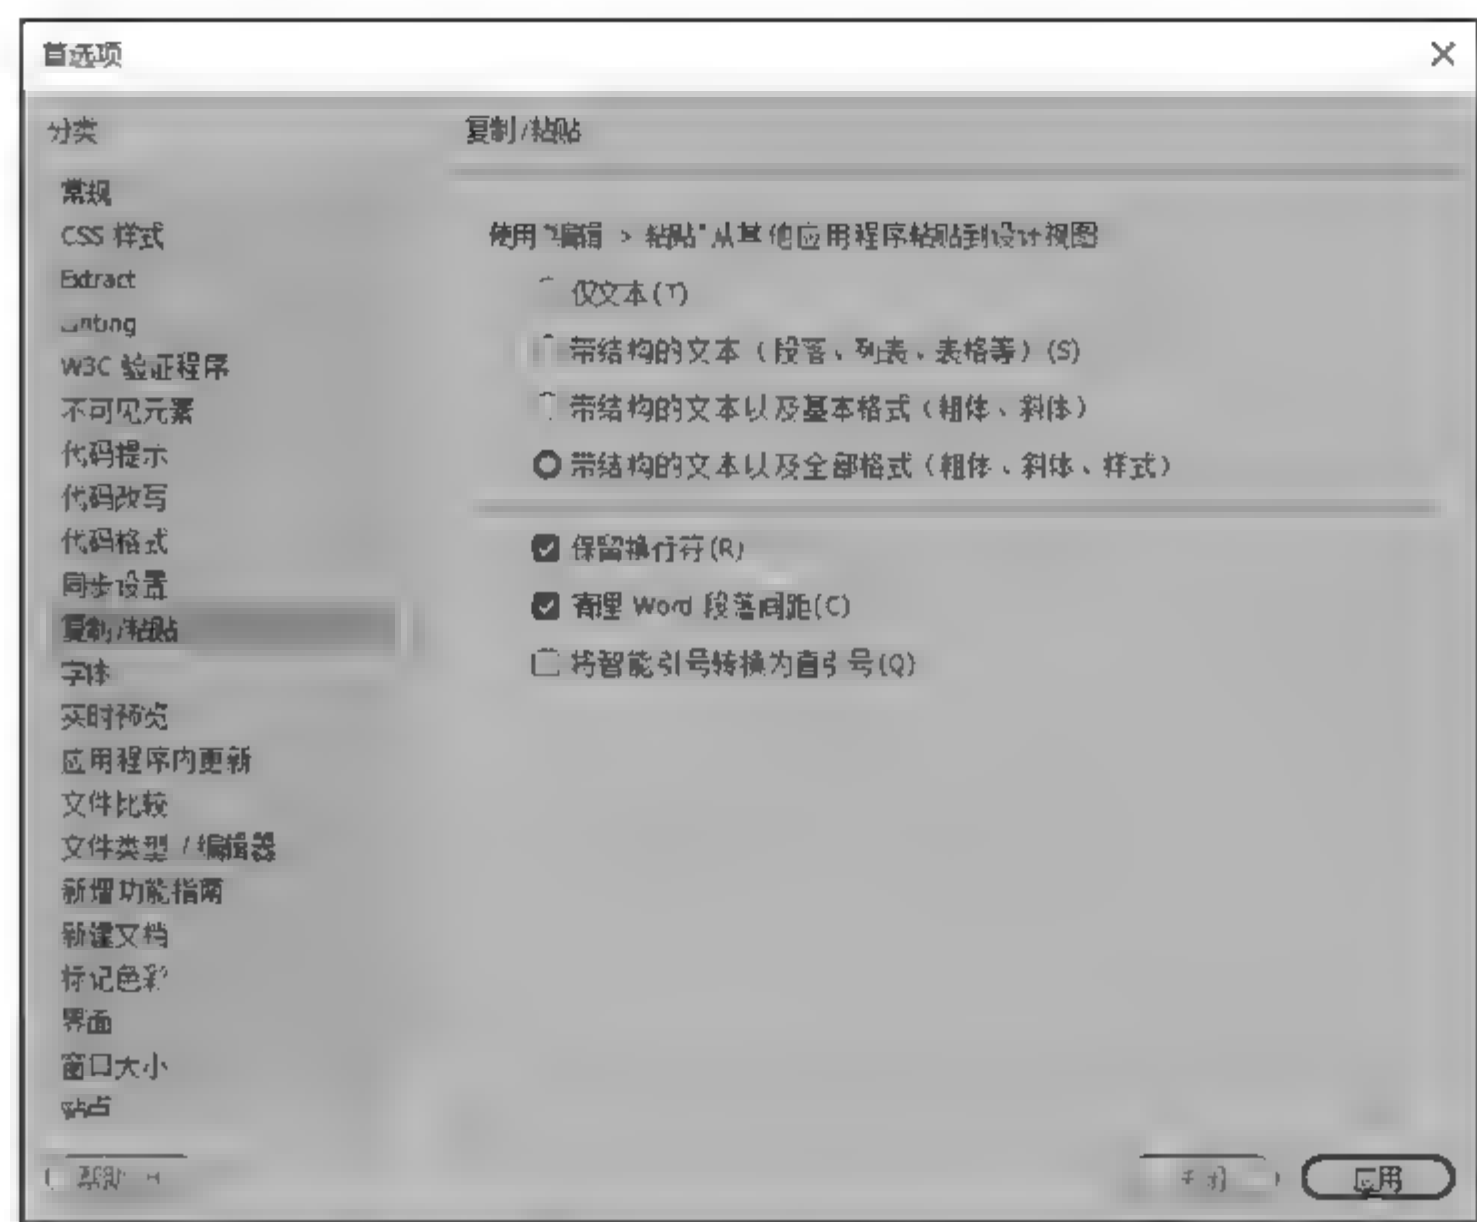 首选项
分类
常规
CSS 样式
Extract
W3C 验证程序
不可见元素
代码提示
代码改写
代码格式
同步设置
复制/粘贴
字体
实时预览
应用程序内更新
文件比较
文件类型 / 编辑器
新增功能指南
新建文档
标记色彩
界面
窗口大小
站点
复制/粘贴
使用“编辑 > 粘贴”从其他应用程序粘贴到设计视图
仅文本(T)
带结构的文本（段落、列表、表格等）(S)
带结构的文本以及基本格式（粗体、斜体）
带结构的文本以及全部格式（粗体、斜体、样式）
保留换行符(R)
清理 Word 段落间距(C)
将智能引号转换为直引号(Q)
应用